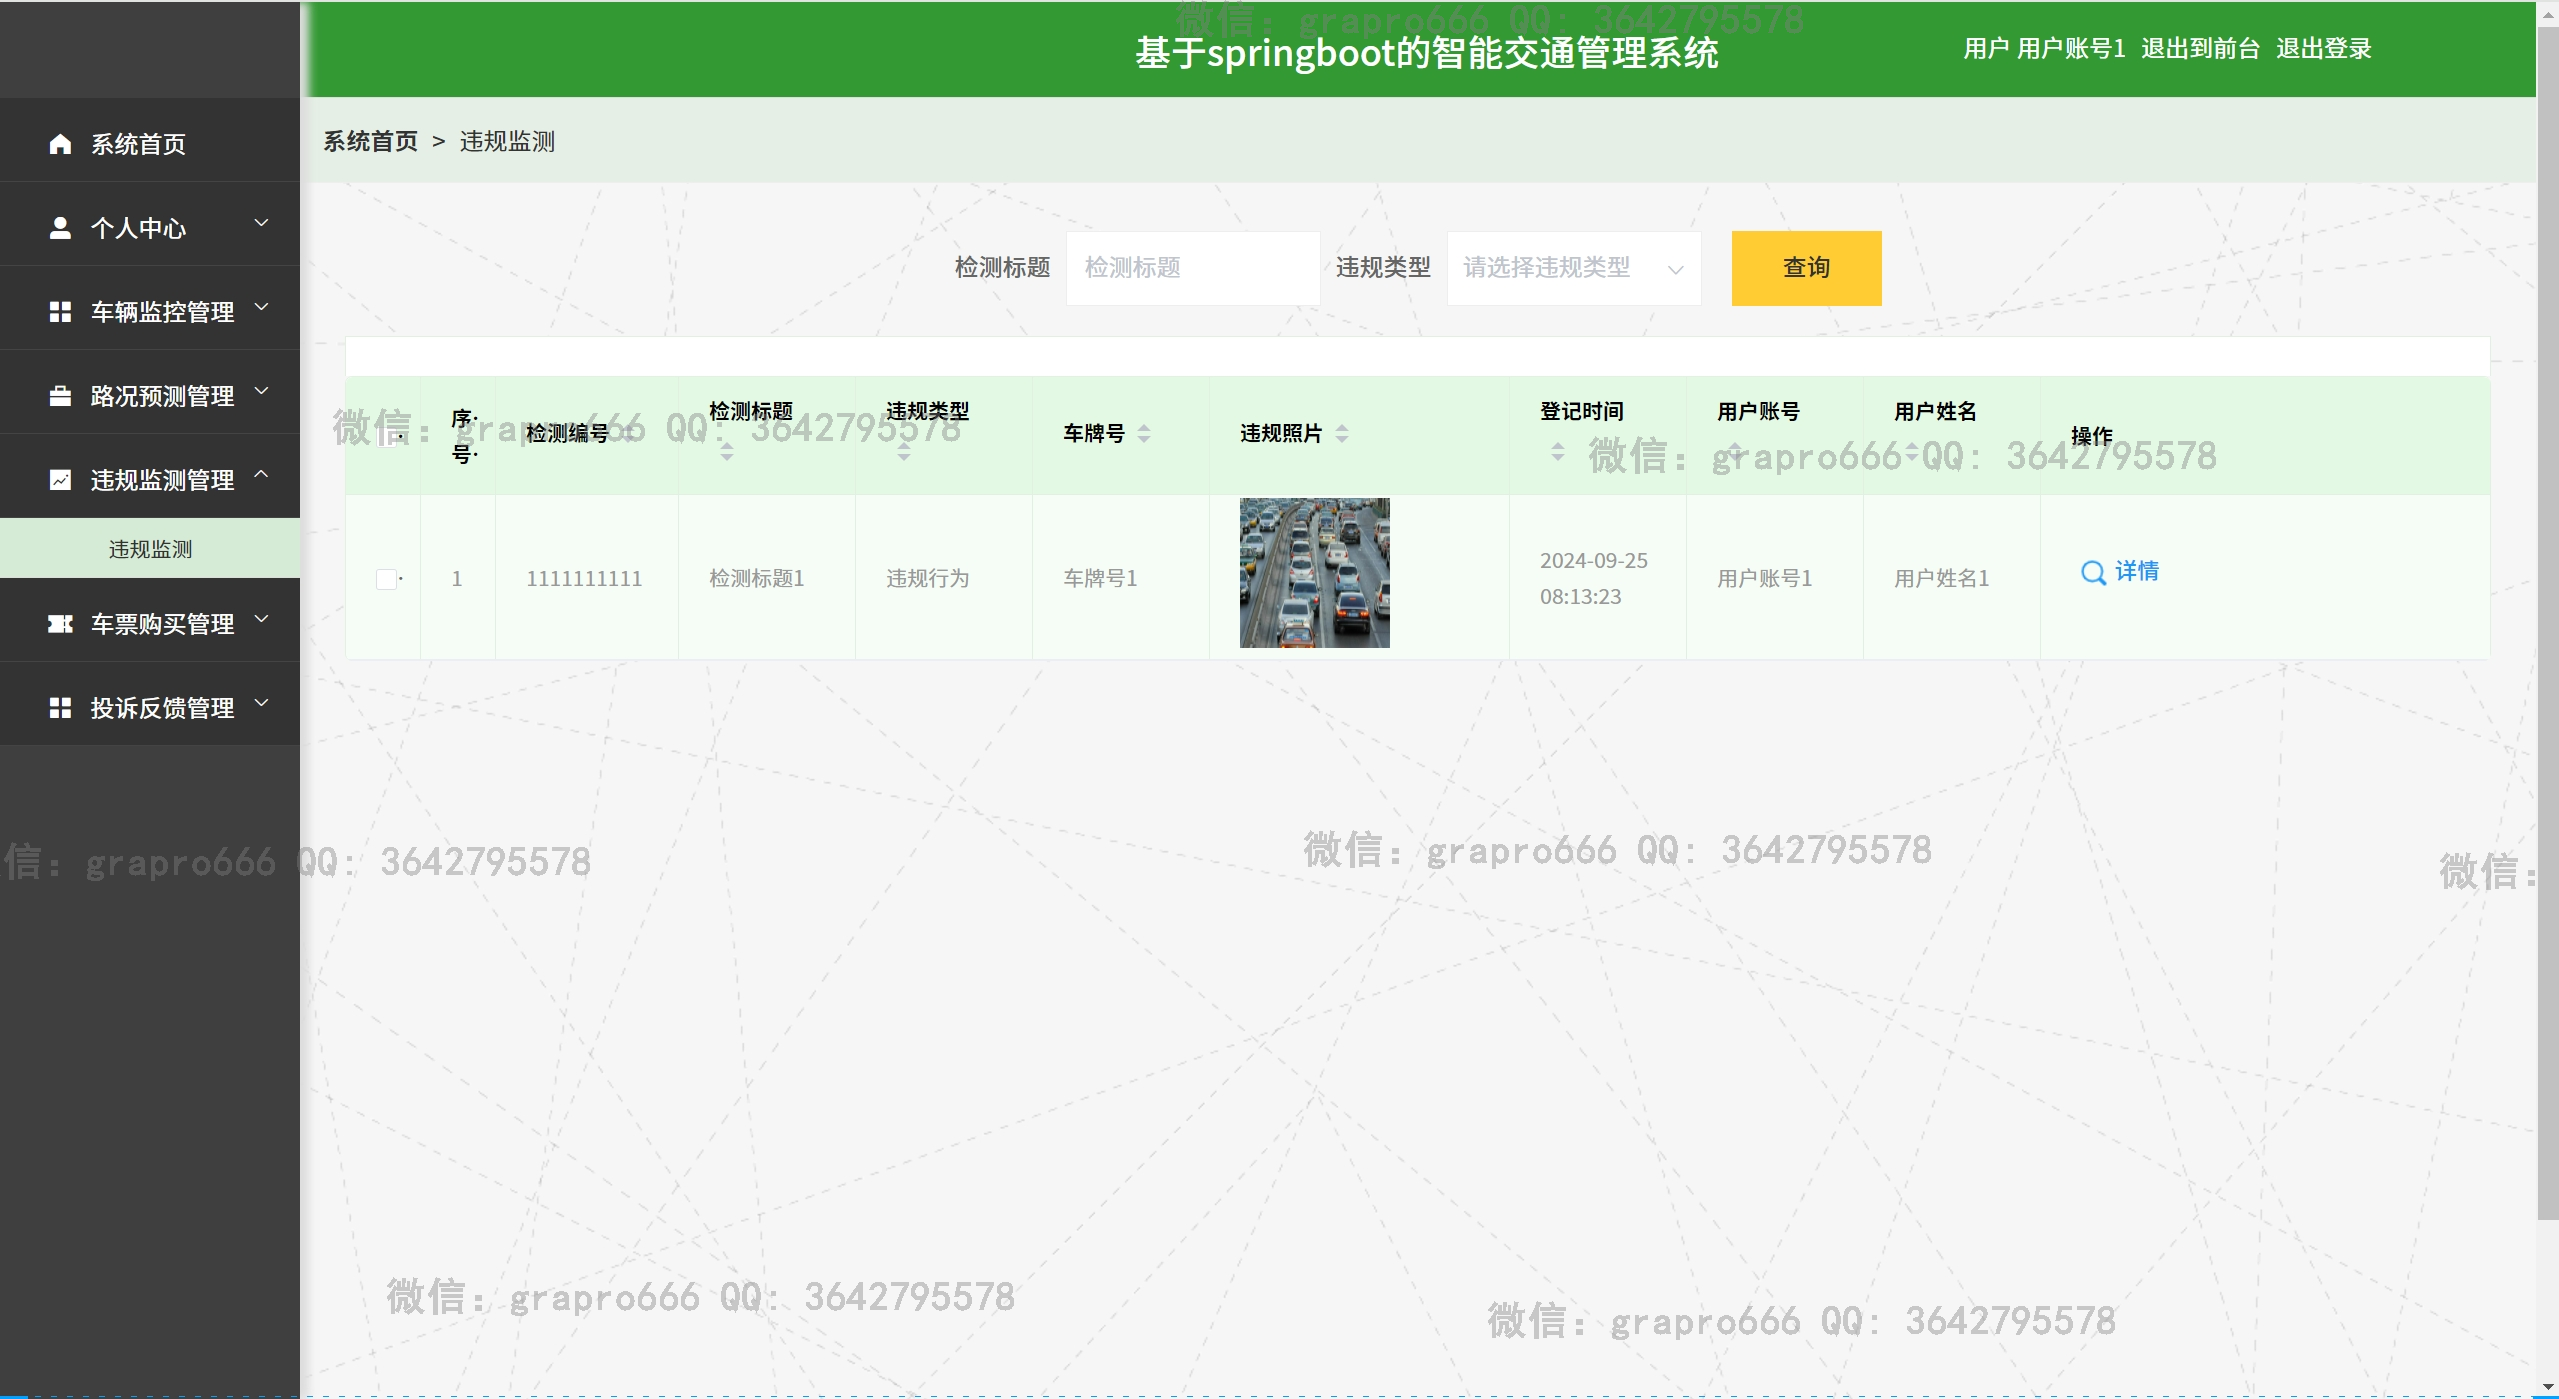 微信: grapro666 QQ: 3642795578
基于springboot的智能交通管理系统
用户 用户账号1 退出到前台 退出登录
系统首页
个人中心
车辆监控管理
路况预测管理
违规监测管理
违规监测
车票购买管理
投诉反馈管理
系统首页 > 违规监测
检测标题 检测标题 违规类型 请选择违规类型 查询
序号 检测编号 检测标题 违规类型 车牌号 违规照片 登记时间 用户账号 用户姓名 操作
微信: grapro666 QQ: 3642795578
微信: grapro666 QQ: 3642795578
1 1111111111 检测标题1 违规行为 车牌号1 2024-09-25 08:13:23 用户账号1 用户姓名1 详情
信: grapro666 QQ: 3642795578
微信: grapro666 QQ: 3642795578
微信:
微信: grapro666 QQ: 3642795578
微信: grapro666 QQ: 3642795578